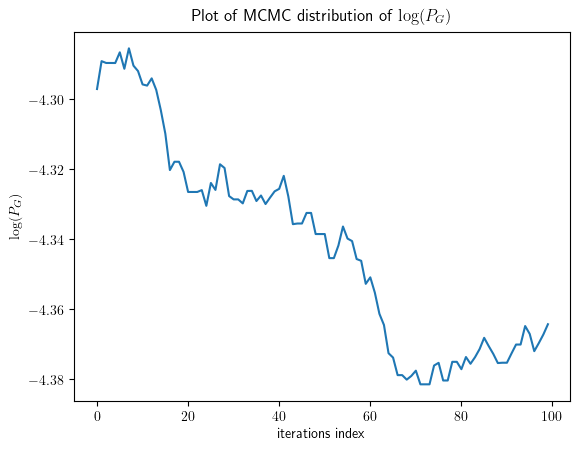 Plot of MCMC distribution of log(P_G)
log(P_G)
−4.30
−4.32
−4.34
−4.36
−4.38
0 20 40 60 80 100
iterations index